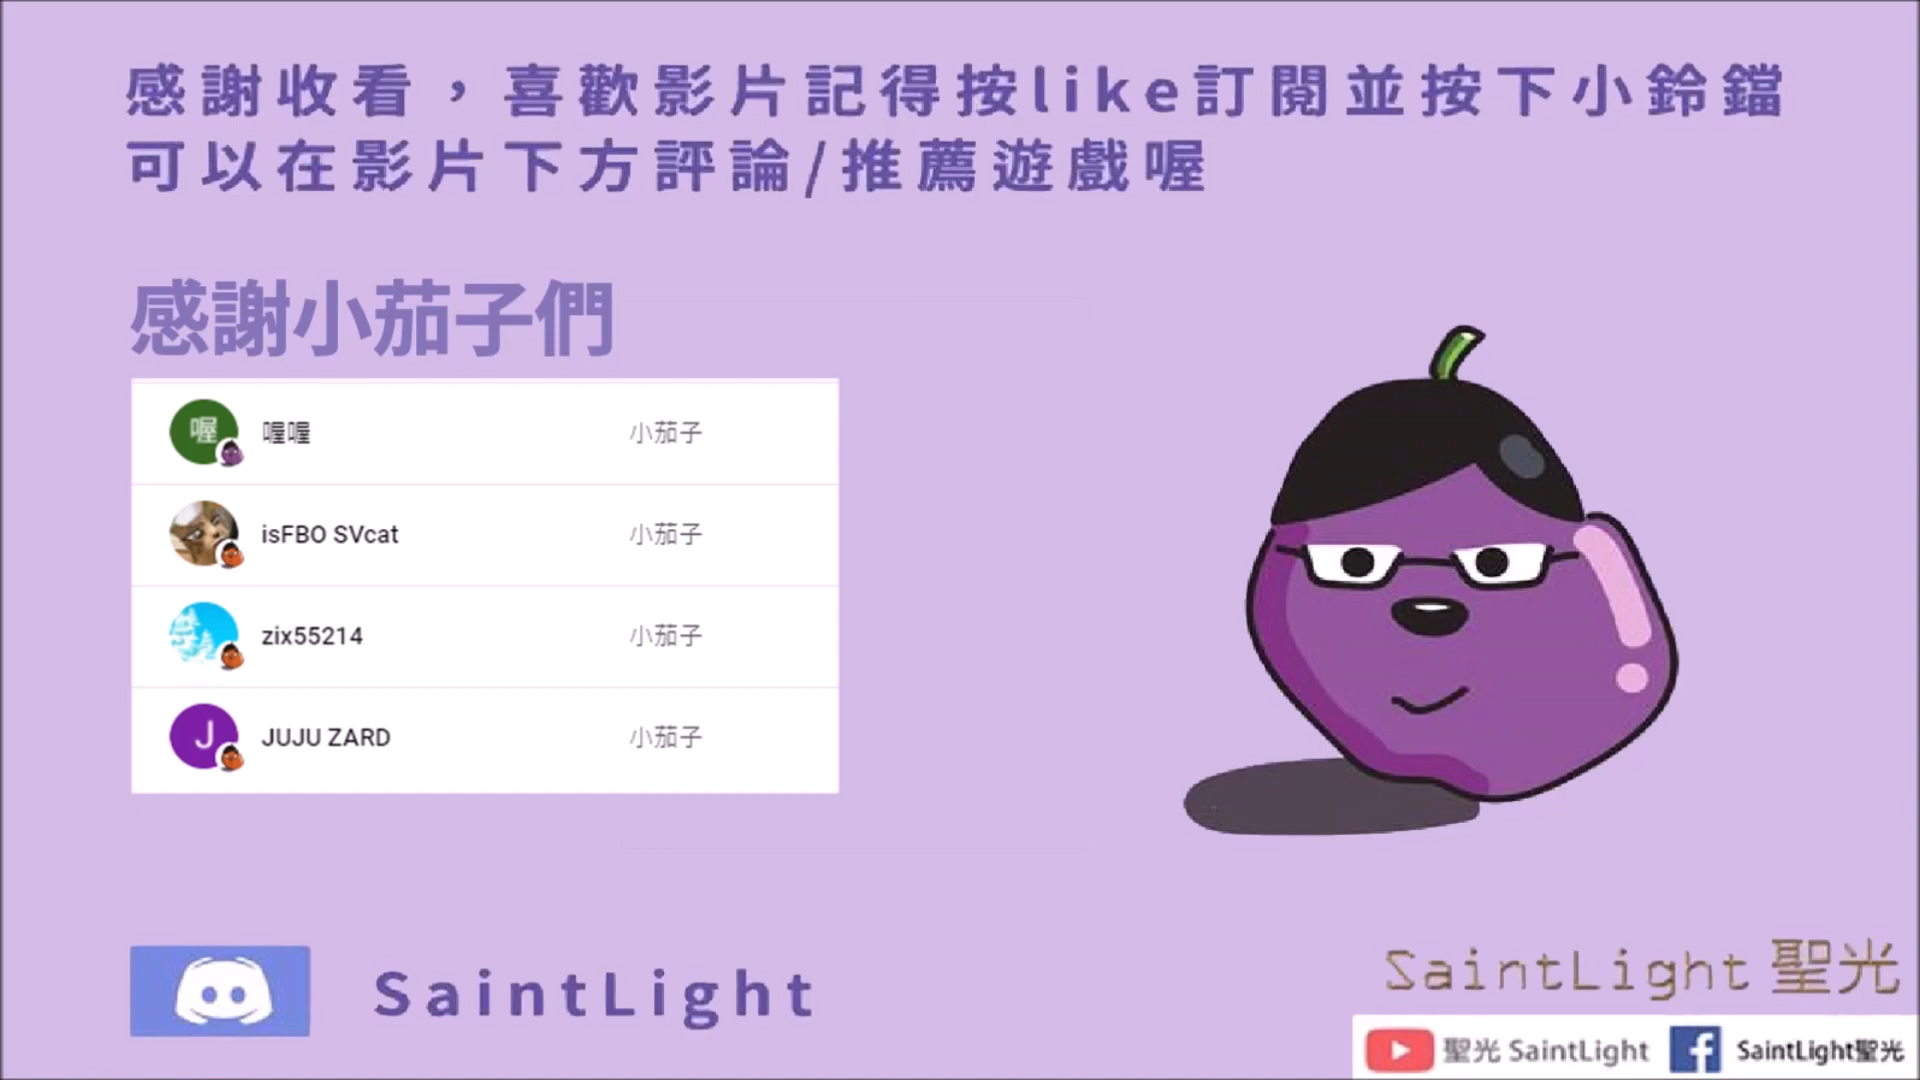 感謝收看，喜歡影片記得按like訂閱並按下小鈴鐺
可以在影片下方評論/推薦遊戲喔
感謝小茄子們
喔 喔喔 小茄子
isFBO SVcat 小茄子
zix55214 小茄子
J JUJU ZARD 小茄子
SaintLight
SaintLight 聖光
聖光 SaintLight f SaintLight聖光